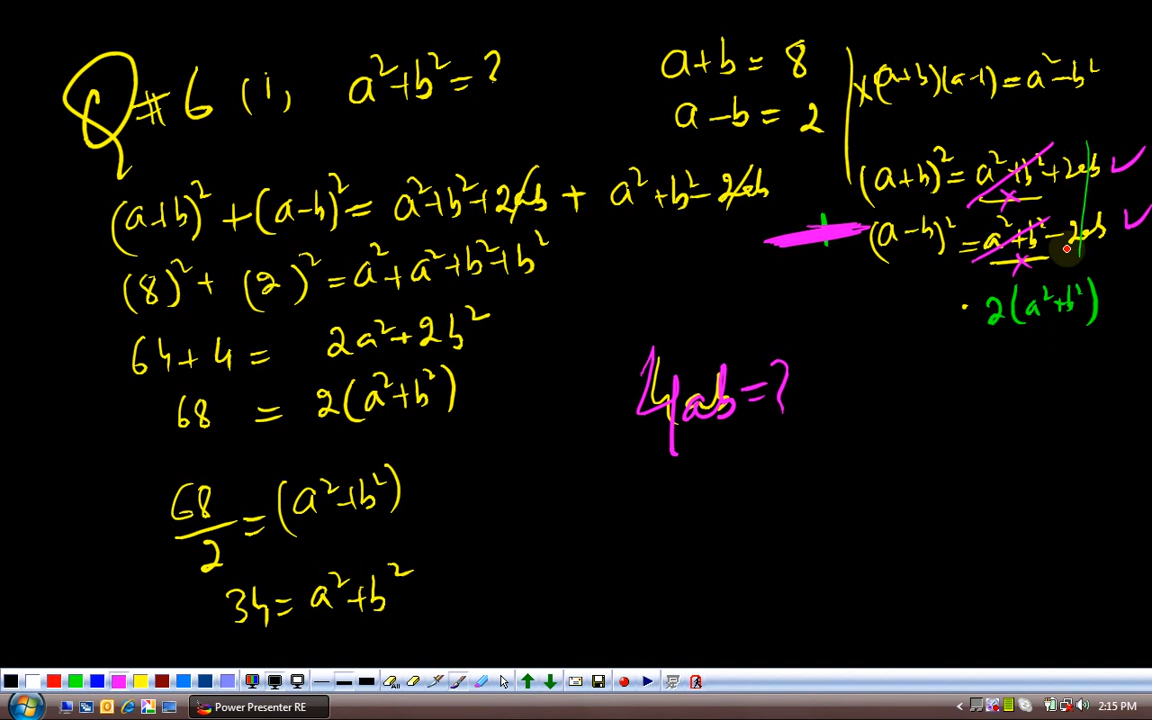 Q # 6 (i, a²+b² = ?
a+b = 8
a-b = 2
×(a+b)(a-b) = a²-b²
(a+b)² = a²+b²+2ab ✓
(a-b)² = a²+b²-2ab ✓
2(a²+b²)
(a+b)² + (a-b)² = a²+b²+2ab + a²+b²-2ab
(8)² + (2)² = a²+a²+b²+b²
64+4 = 2a²+2b²
68 = 2(a²+b²)
4ab = ?
68/2 = (a²+b²)
34 = a²+b²
All
Power Presenter RE
2:15 PM